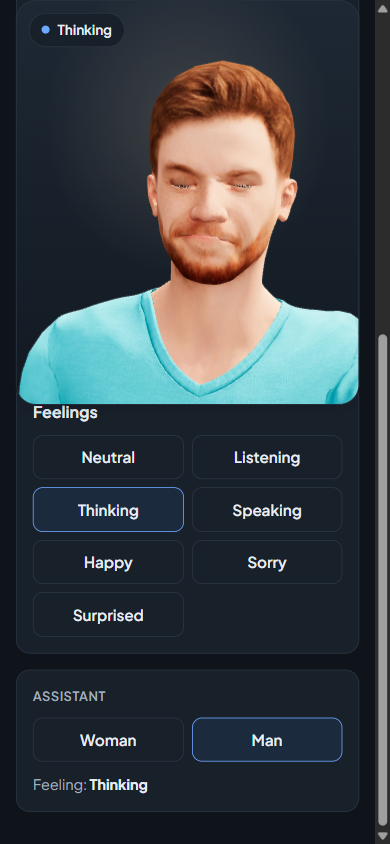 Thinking
Feelings
Neutral
Listening
Thinking
Speaking
Happy
Sorry
Surprised
ASSISTANT
Woman
Man
Feeling: Thinking